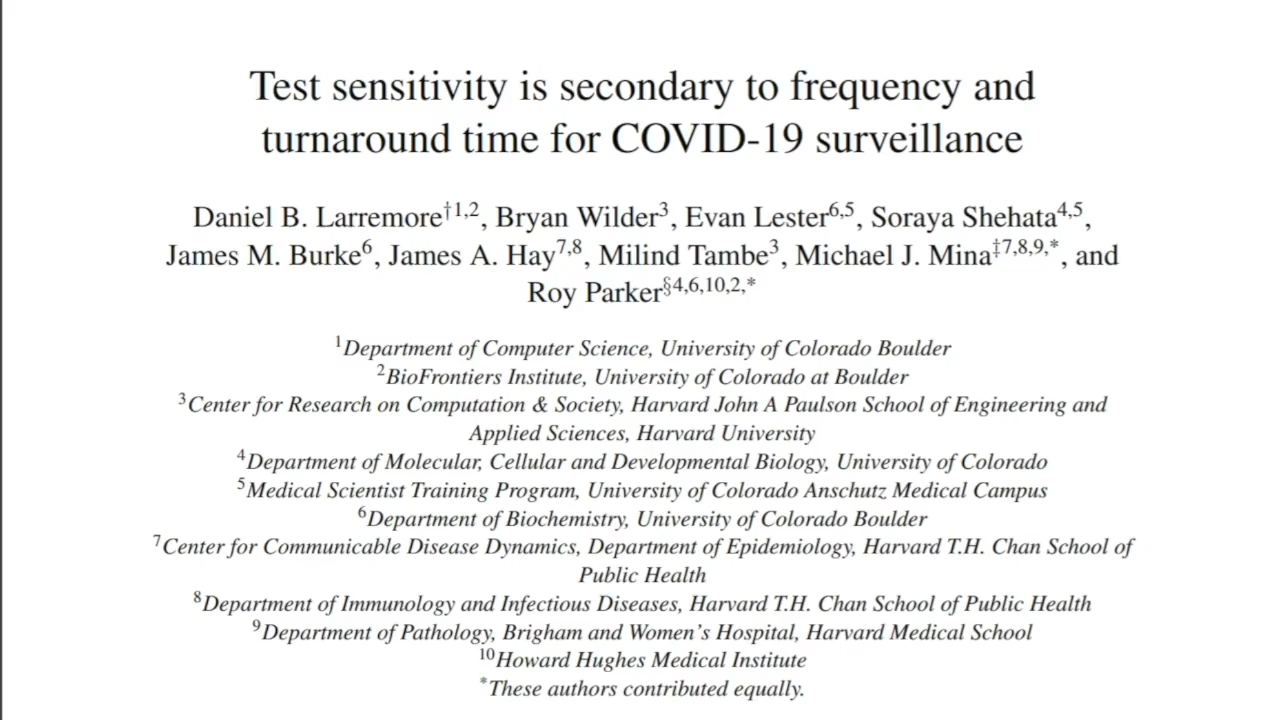 Test sensitivity is secondary to frequency and
turnaround time for COVID-19 surveillance
Daniel B. Larremore†1,2, Bryan Wilder3, Evan Lester6,5, Soraya Shehata4,5,
James M. Burke6, James A. Hay7,8, Milind Tambe3, Michael J. Mina‡7,8,9,*, and
Roy Parker§4,6,10,2,*
1Department of Computer Science, University of Colorado Boulder
2BioFrontiers Institute, University of Colorado at Boulder
3Center for Research on Computation & Society, Harvard John A Paulson School of Engineering and
Applied Sciences, Harvard University
4Department of Molecular, Cellular and Developmental Biology, University of Colorado
5Medical Scientist Training Program, University of Colorado Anschutz Medical Campus
6Department of Biochemistry, University of Colorado Boulder
7Center for Communicable Disease Dynamics, Department of Epidemiology, Harvard T.H. Chan School of
Public Health
8Department of Immunology and Infectious Diseases, Harvard T.H. Chan School of Public Health
9Department of Pathology, Brigham and Women's Hospital, Harvard Medical School
10Howard Hughes Medical Institute
*These authors contributed equally.